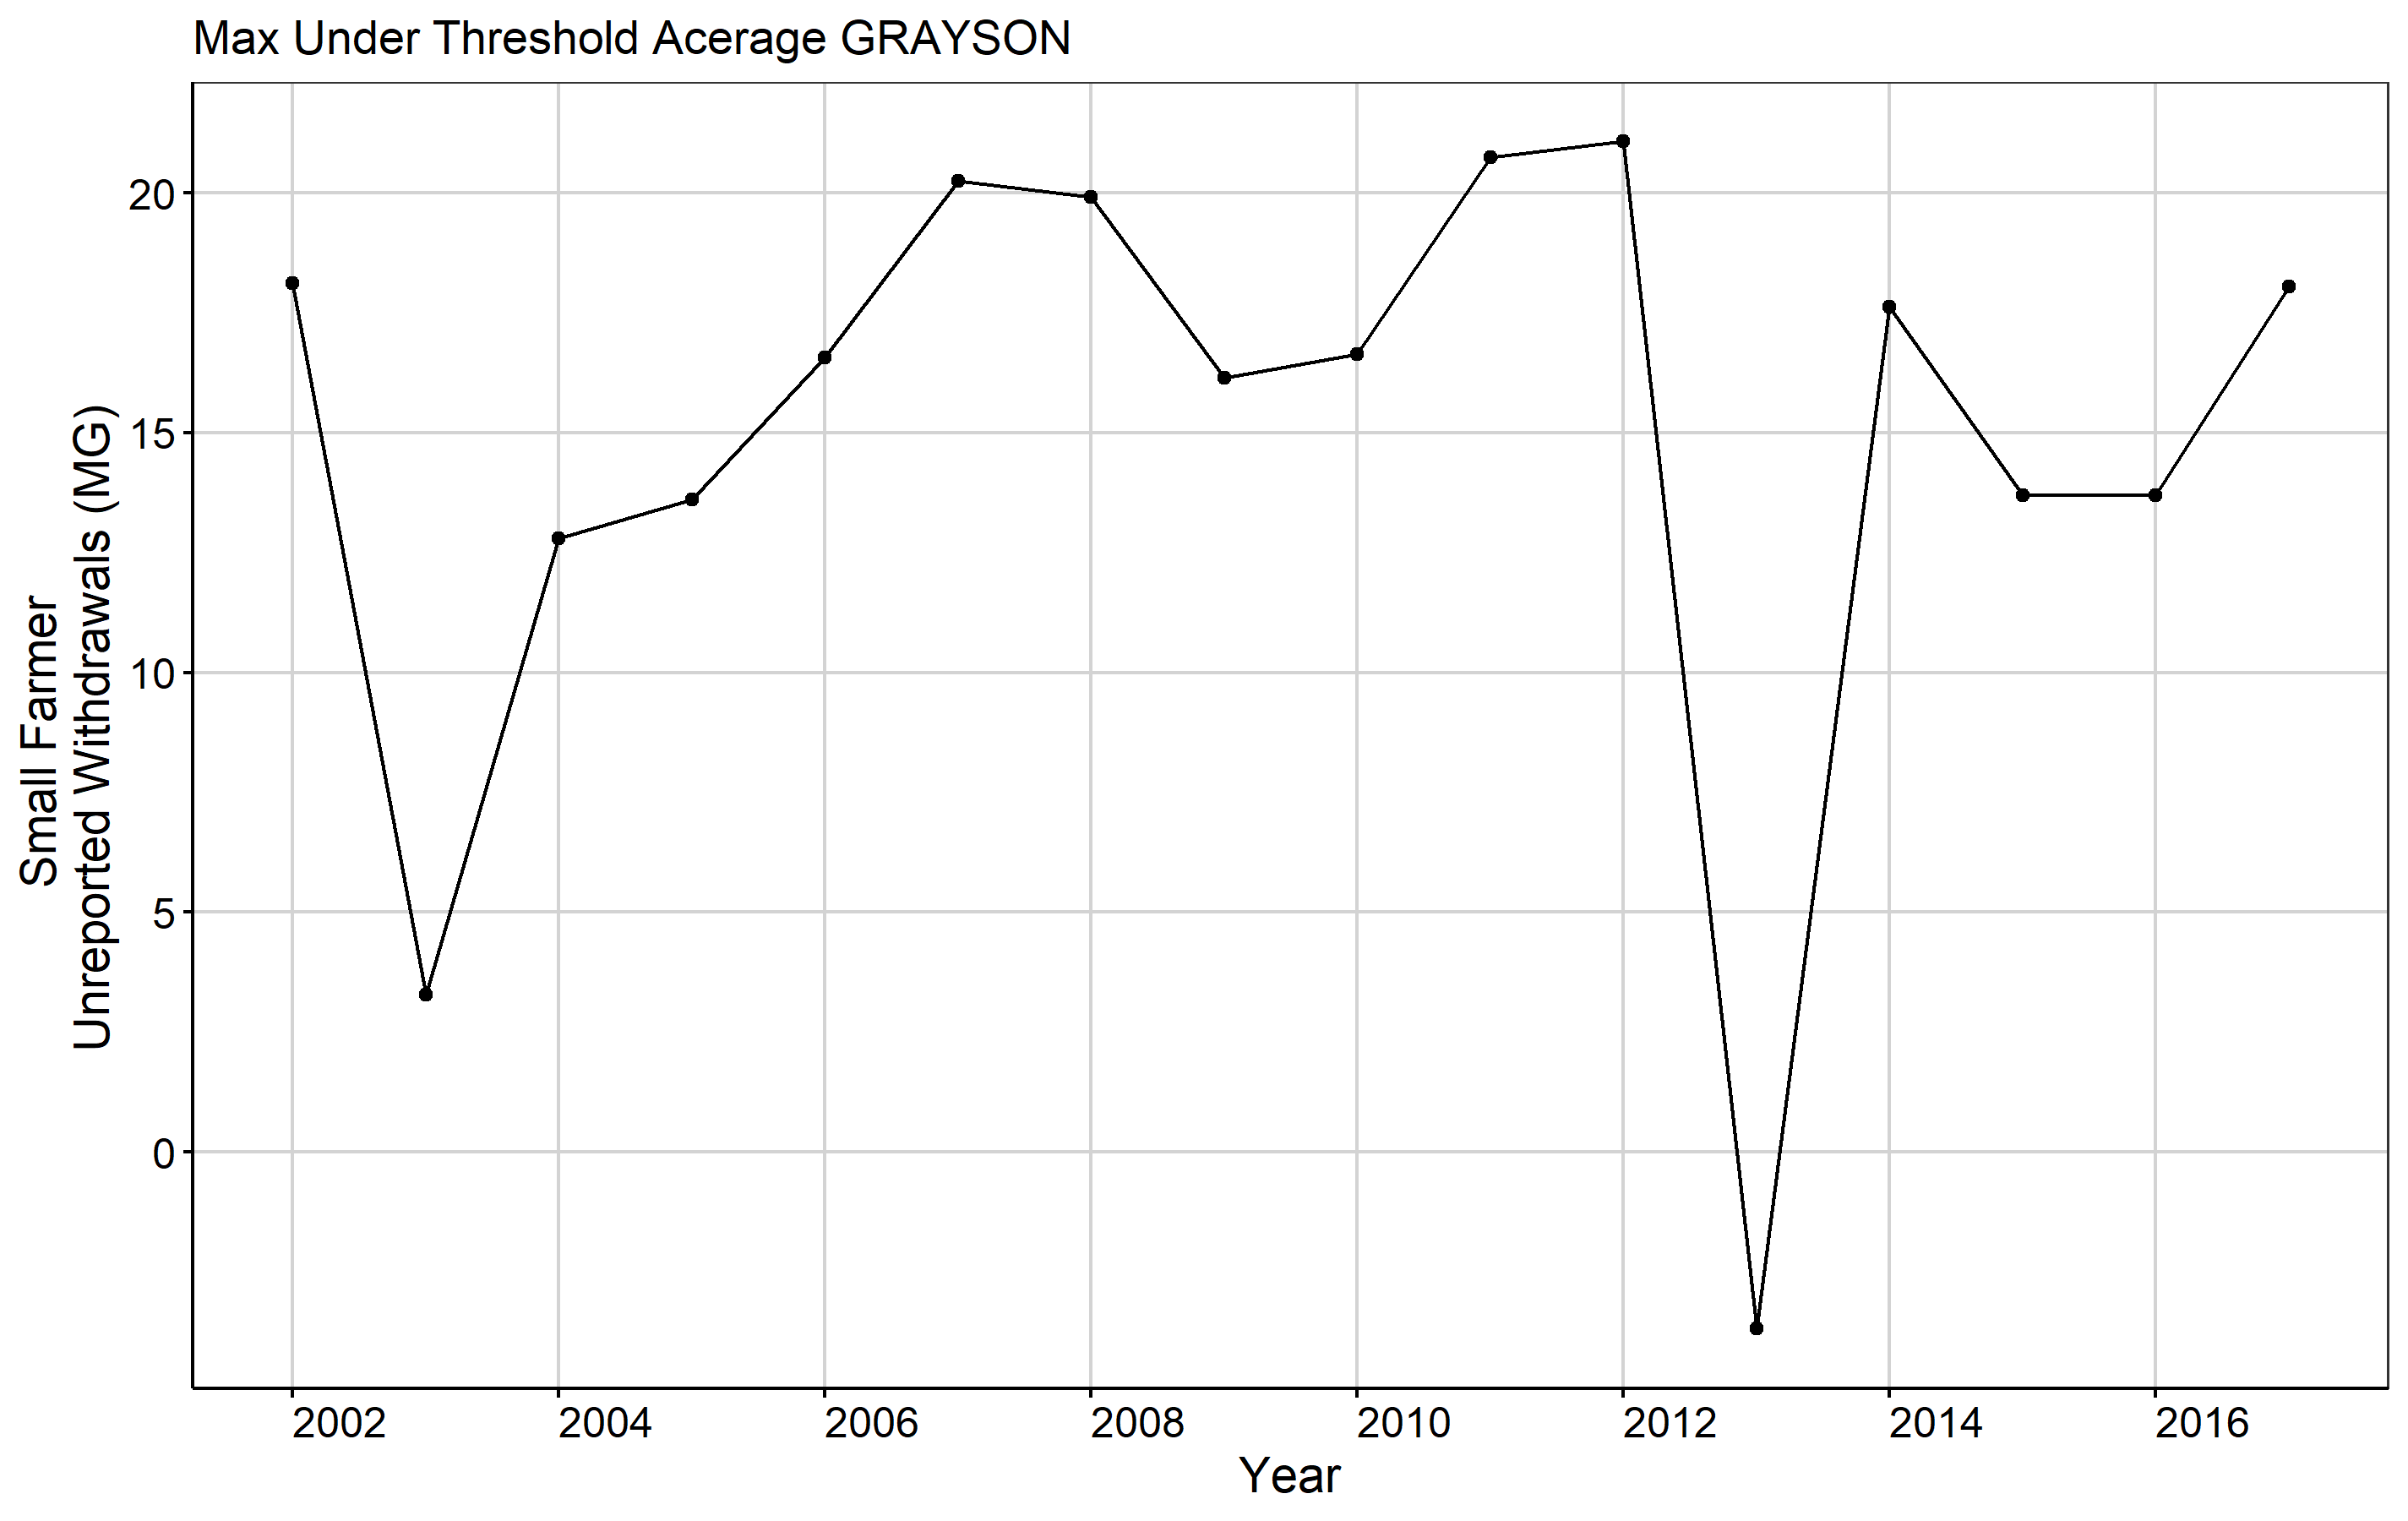 Max Under Threshold Acerage GRAYSON
Small Farmer
Unreported Withdrawals (MG)
20
15
10
5
0
2002 2004 2006 2008 2010 2012 2014 2016
Year